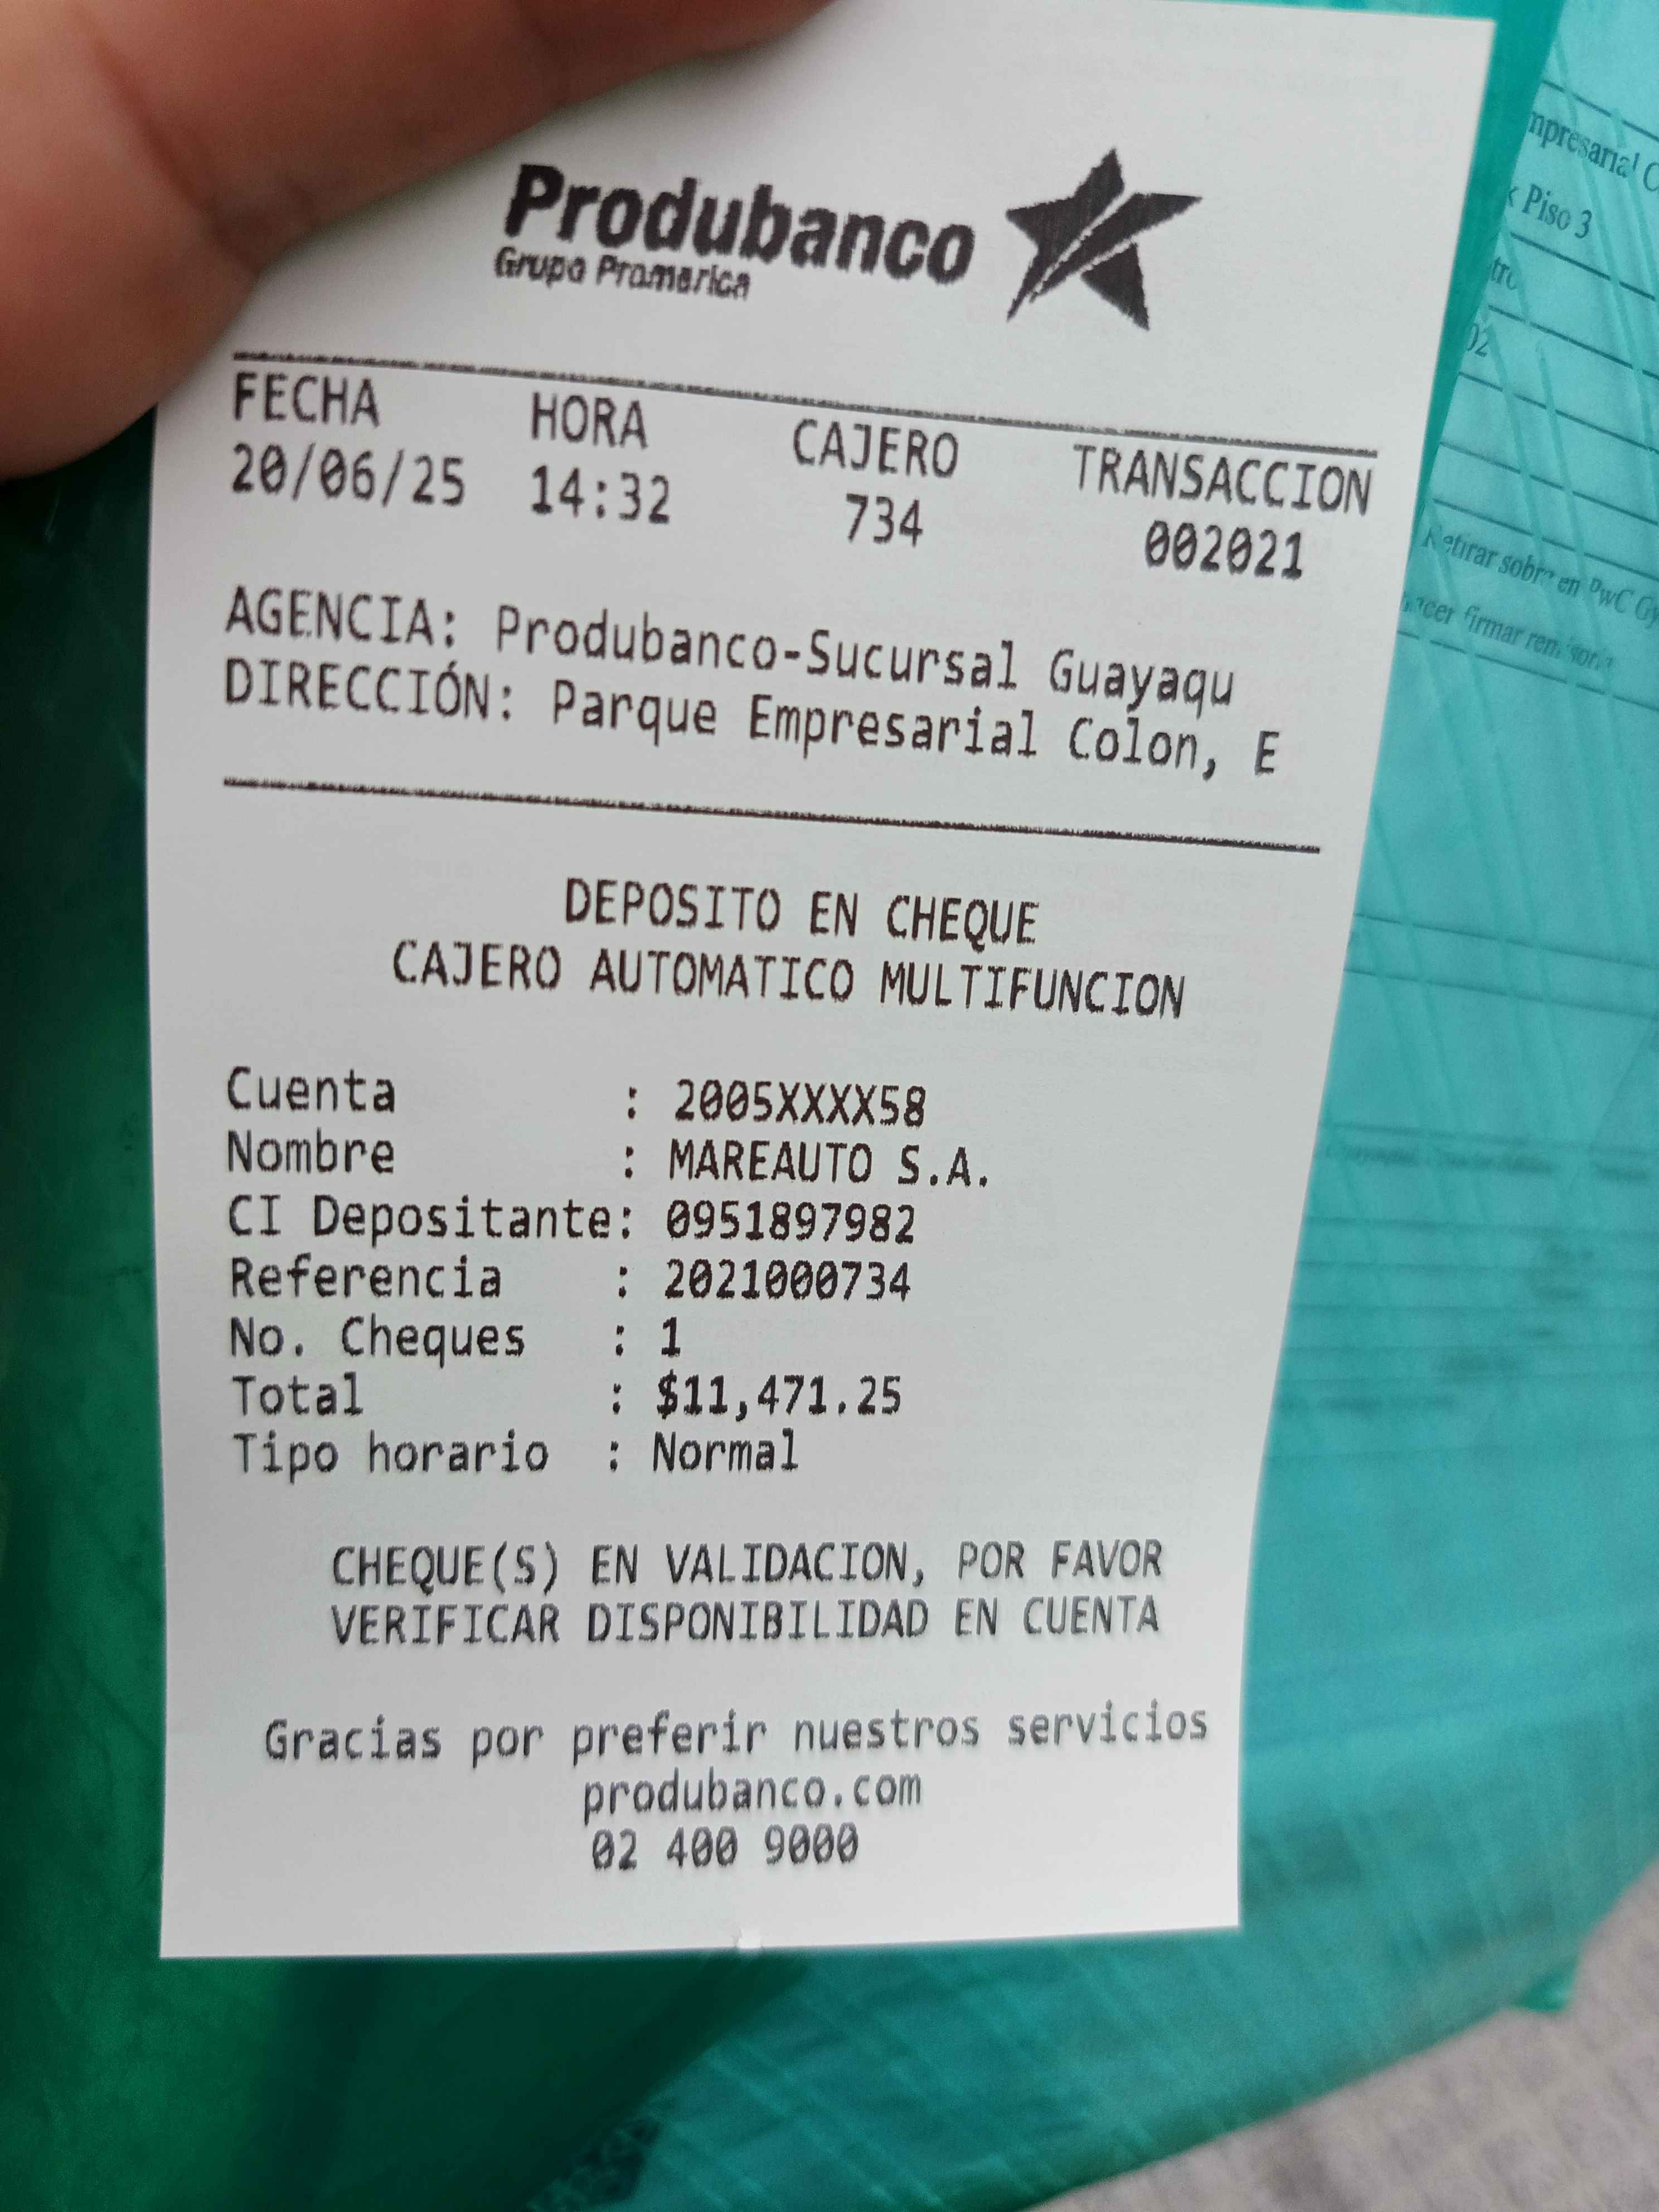 Produbanco
Grupo Promerica
FECHA HORA CAJERO TRANSACCION
20/06/25 14:32 734 002021
AGENCIA: Produbanco-Sucursal Guayaqu
DIRECCIÓN: Parque Empresarial Colon, E
DEPOSITO EN CHEQUE
CAJERO AUTOMATICO MULTIFUNCION
Cuenta : 2005XXXX58
Nombre : MAREAUTO S.A.
CI Depositante: 0951897982
Referencia : 2021000734
No. Cheques : 1
Total : $11,471.25
Tipo horario : Normal
CHEQUE(S) EN VALIDACION, POR FAVOR
VERIFICAR DISPONIBILIDAD EN CUENTA
Gracias por preferir nuestros servicios
produbanco.com
02 400 9000
Piso 3
02
Retirar sobre en PwC
firmar